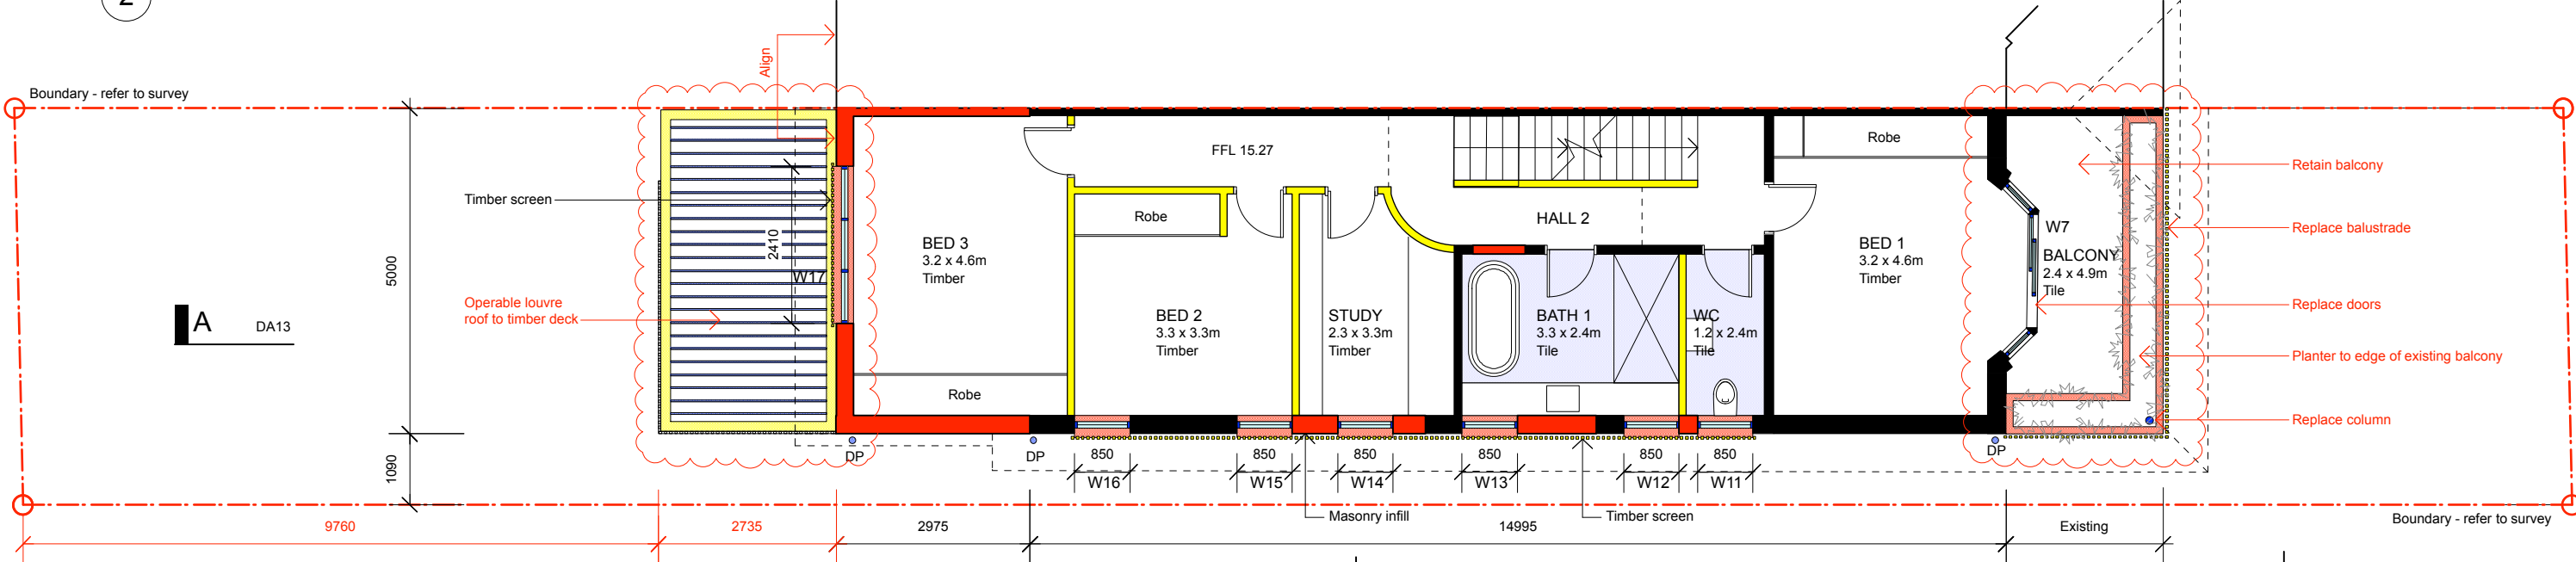 2
Align
Boundary - refer to survey
Timber screen
Operable louvre
roof to timber deck
A
DA13
5000
1090
2410
W17
BED 3
3.2 x 4.6m
Timber
Robe
FFL 15.27
Robe
BED 2
3.3 x 3.3m
Timber
STUDY
2.3 x 3.3m
Timber
HALL 2
BATH 1
3.3 x 2.4m
Tile
WC
1.2 x 2.4m
Tile
Robe
BED 1
3.2 x 4.6m
Timber
W7
BALCONY
2.4 x 4.9m
Tile
Retain balcony
Replace balustrade
Replace doors
Planter to edge of existing balcony
Replace column
DP
DP
DP
850
850
850
850
850
850
W16
W15
W14
W13
W12
W11
Masonry infill
Timber screen
Boundary - refer to survey
9760
2735
2975
14995
Existing